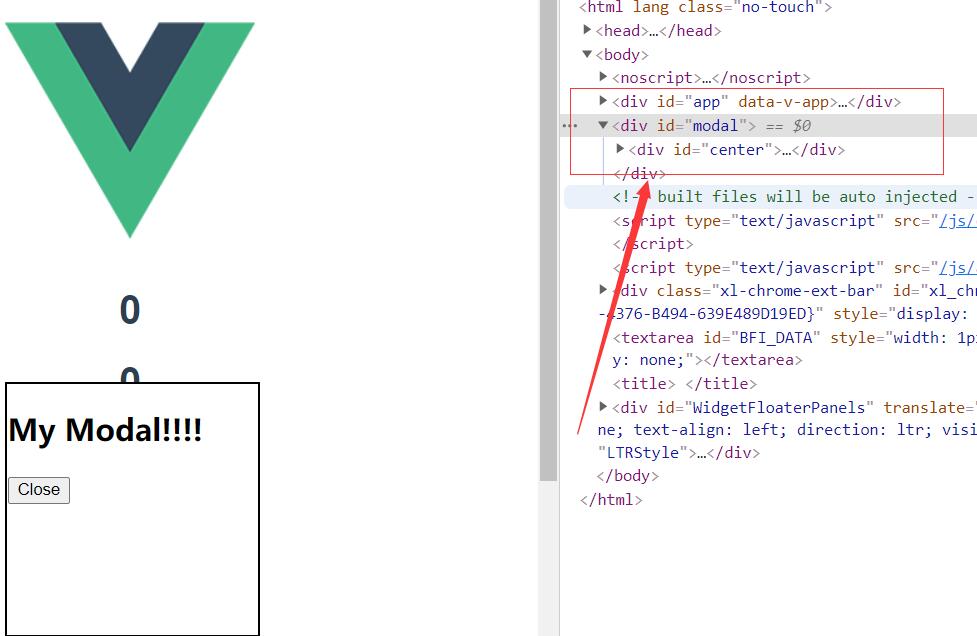 0
0
My Modal!!!!
Close
<html lang class="no-touch">
<head>…</head>
<body>
<noscript>…</noscript>
<div id="app" data-v-app>…</div>
<div id="modal"> == $0
<div id="center">…</div>
</div>
<!-- built files will be auto injected -
<script type="text/javascript" src="/js/
</script>
<script type="text/javascript" src="/js/
</script>
<div class="xl-chrome-ext-bar" id="xl_chr
-4376-B494-639E489D19ED}" style="display:
<textarea id="BFI_DATA" style="width: 1p
y: none;"></textarea>
<title> </title>
<div id="WidgetFloaterPanels" translate="
ne; text-align: left; direction: ltr; visi
"LTRStyle">…</div>
</body>
</html>